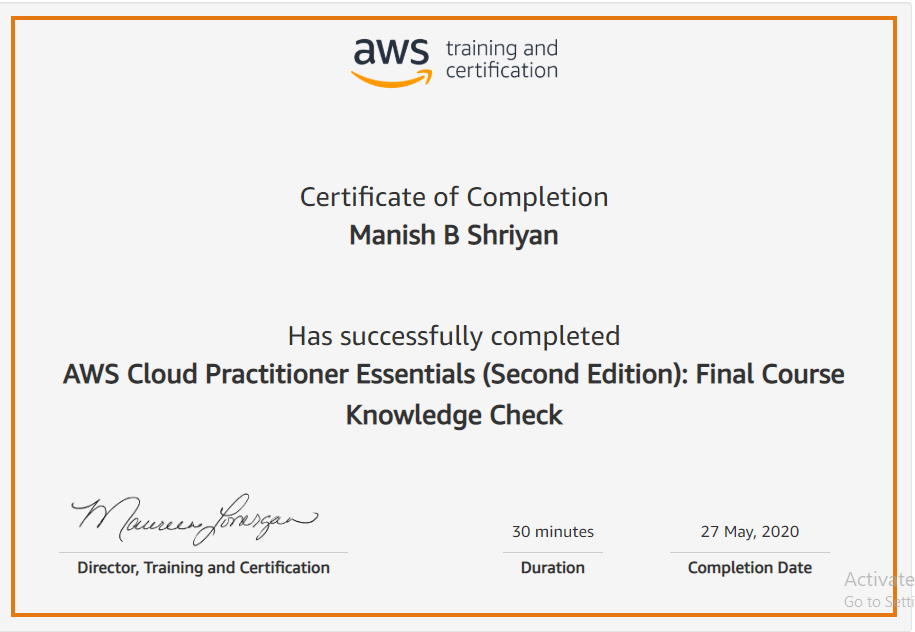 aws training and
certification
Certificate of Completion
Manish B Shriyan
Has successfully completed
AWS Cloud Practitioner Essentials (Second Edition): Final Course
Knowledge Check
Maureen Lonergan
30 minutes
27 May, 2020
Director, Training and Certification
Duration
Completion Date
Activate
Go to Setti